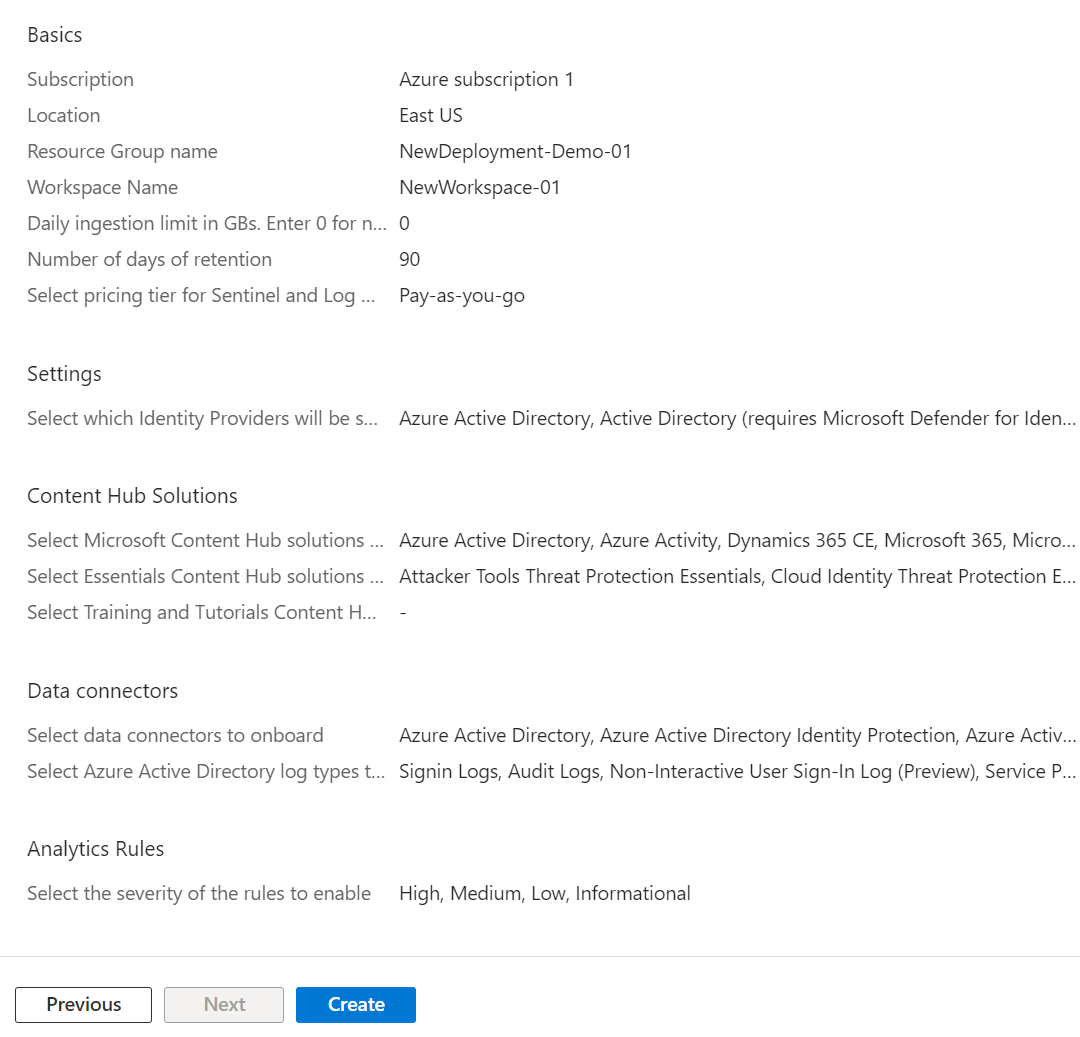 Basics
Subscription Azure subscription 1
Location East US
Resource Group name NewDeployment-Demo-01
Workspace Name NewWorkspace-01
Daily ingestion limit in GBs. Enter 0 for n... 0
Number of days of retention 90
Select pricing tier for Sentinel and Log ... Pay-as-you-go
Settings
Select which Identity Providers will be s... Azure Active Directory, Active Directory (requires Microsoft Defender for Iden...
Content Hub Solutions
Select Microsoft Content Hub solutions ... Azure Active Directory, Azure Activity, Dynamics 365 CE, Microsoft 365, Micro...
Select Essentials Content Hub solutions ... Attacker Tools Threat Protection Essentials, Cloud Identity Threat Protection E...
Select Training and Tutorials Content H... -
Data connectors
Select data connectors to onboard Azure Active Directory, Azure Active Directory Identity Protection, Azure Activ...
Select Azure Active Directory log types t... Signin Logs, Audit Logs, Non-Interactive User Sign-In Log (Preview), Service P...
Analytics Rules
Select the severity of the rules to enable High, Medium, Low, Informational
Previous Next Create